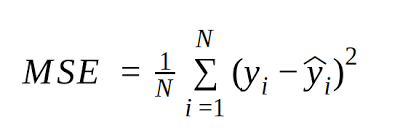 MSE = 1/N ∑_{i=1}^{N} (y_i − ŷ_i)²